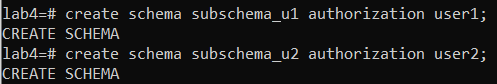 lab4=# create schema subschema_u1 authorization user1;
CREATE SCHEMA
lab4=# create schema subschema_u2 authorization user2;
CREATE SCHEMA